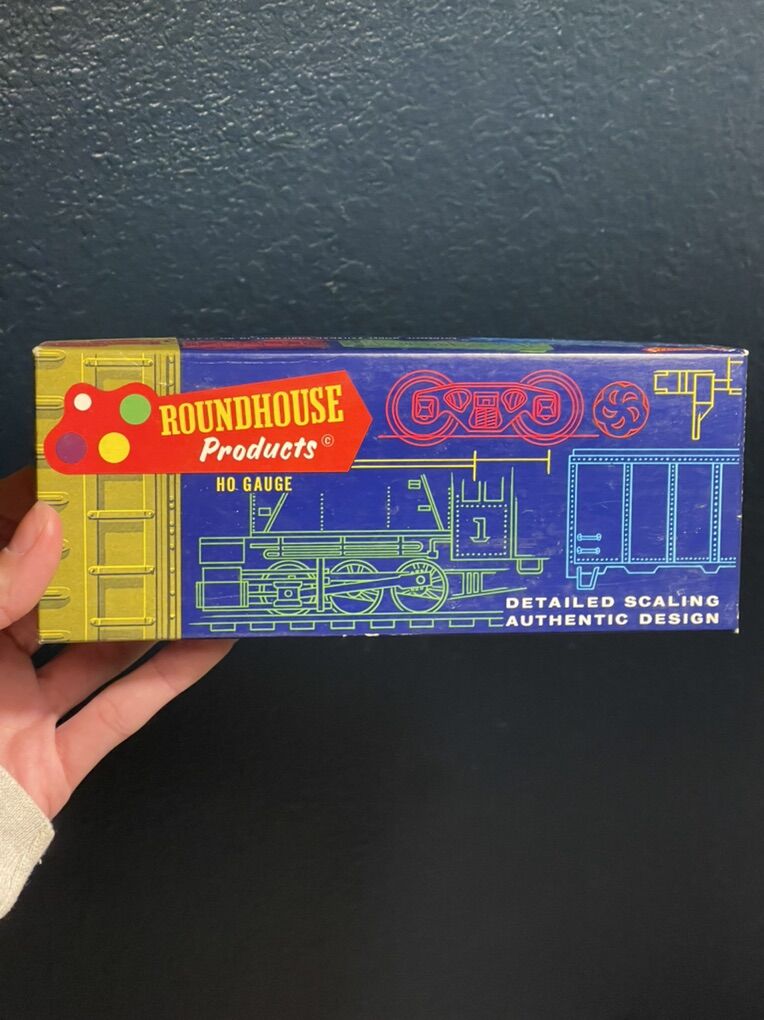 ROUNDHOUSE
Products ©
HO GAUGE
1
DETAILED SCALING
AUTHENTIC DESIGN